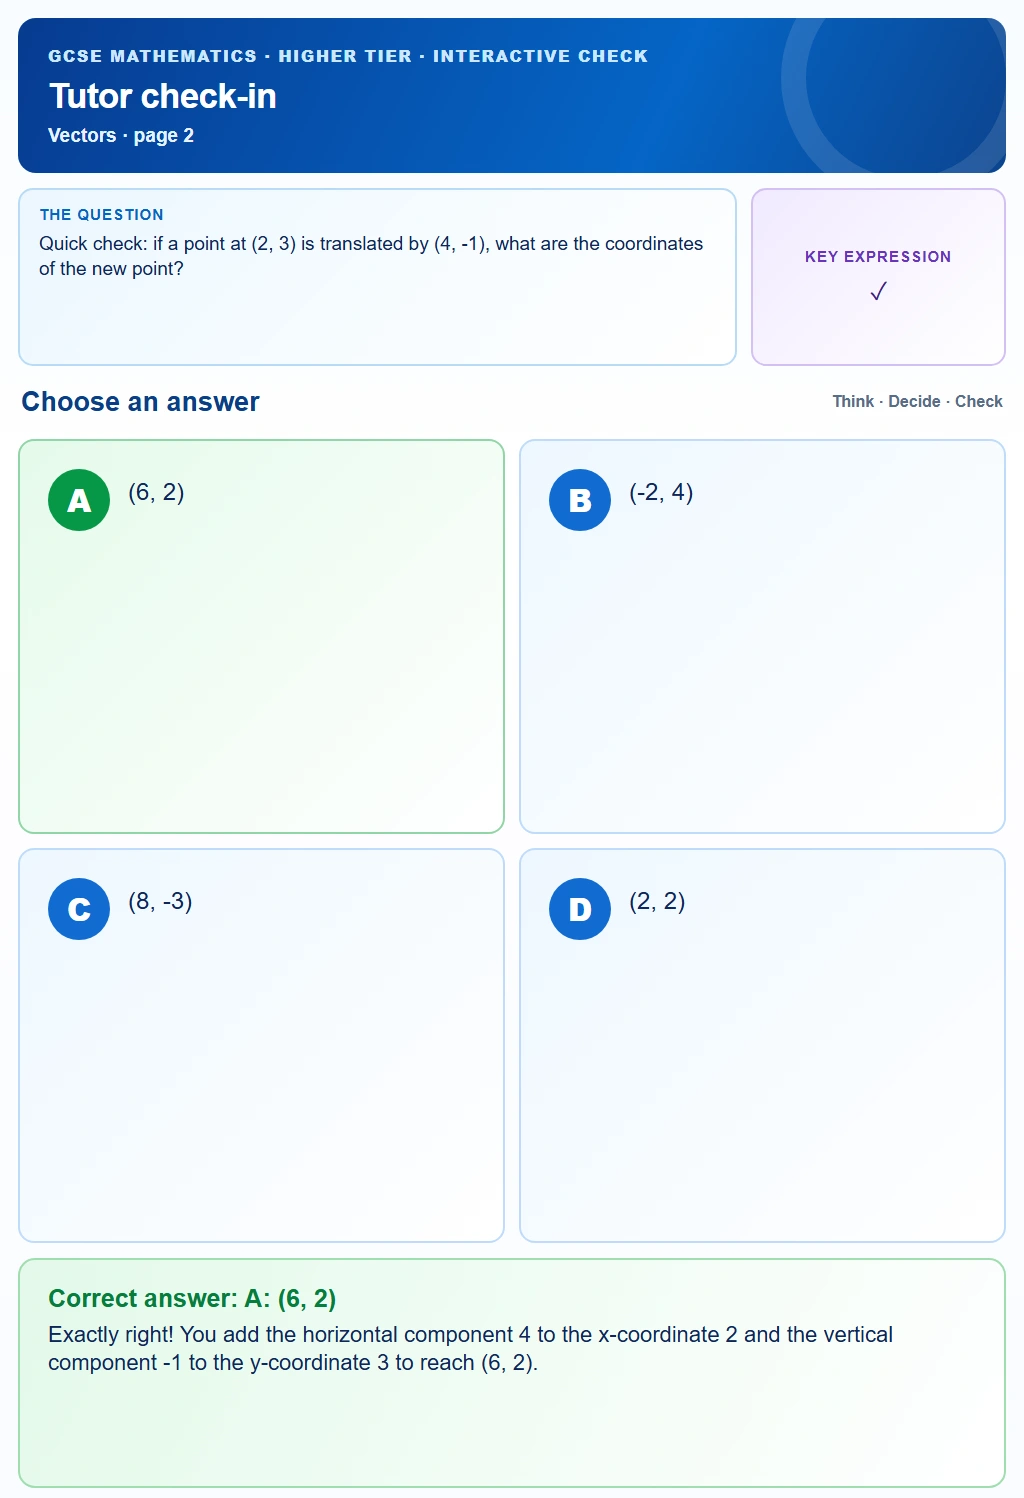 GCSE MATHEMATICS · HIGHER TIER · INTERACTIVE CHECK
Tutor check-in
Vectors · page 2
THE QUESTION
Quick check: if a point at (2, 3) is translated by (4, -1), what are the coordinates
of the new point?
KEY EXPRESSION
✓
Choose an answer
Think · Decide · Check
A (6, 2)
B (-2, 4)
C (8, -3)
D (2, 2)
Correct answer: A: (6, 2)
Exactly right! You add the horizontal component 4 to the x-coordinate 2 and the vertical
component -1 to the y-coordinate 3 to reach (6, 2).